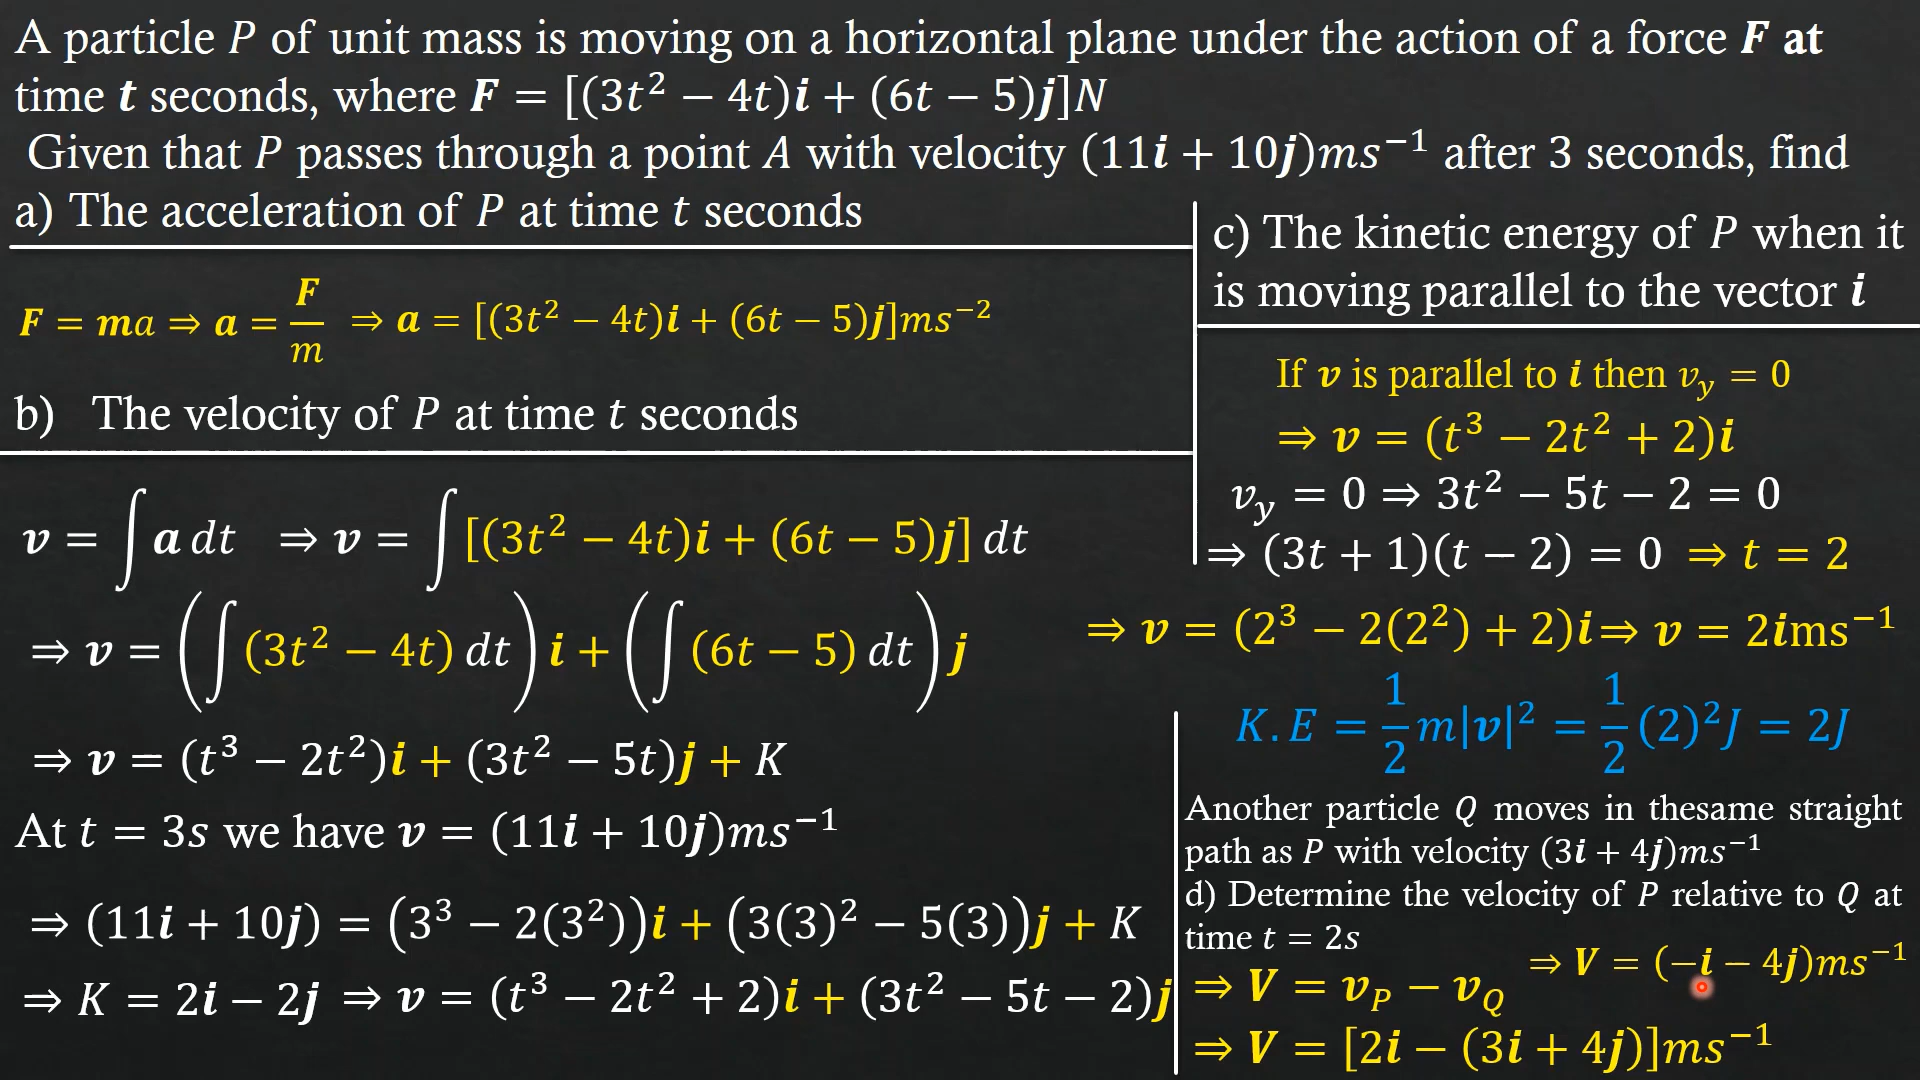 A particle P of unit mass is moving on a horizontal plane under the action of a force F at
time t seconds, where F = [(3t² − 4t)i + (6t − 5)j]N
Given that P passes through a point A with velocity (11i + 10j)ms⁻¹ after 3 seconds, find
a) The acceleration of P at time t seconds
F = ma ⇒ a = F/m ⇒ a = [(3t² − 4t)i + (6t − 5)j]ms⁻²
b) The velocity of P at time t seconds
v = ∫ a dt ⇒ v = ∫ [(3t² − 4t)i + (6t − 5)j] dt
⇒ v = (∫ (3t² − 4t) dt) i + (∫ (6t − 5) dt) j
⇒ v = (t³ − 2t²)i + (3t² − 5t)j + K
At t = 3s we have v = (11i + 10j)ms⁻¹
⇒ (11i + 10j) = (3³ − 2(3²))i + (3(3)² − 5(3))j + K
⇒ K = 2i − 2j ⇒ v = (t³ − 2t² + 2)i + (3t² − 5t − 2)j
c) The kinetic energy of P when it
is moving parallel to the vector i
If v is parallel to i then v_y = 0
⇒ v = (t³ − 2t² + 2)i
v_y = 0 ⇒ 3t² − 5t − 2 = 0
⇒ (3t + 1)(t − 2) = 0 ⇒ t = 2
⇒ v = (2³ − 2(2²) + 2)i ⇒ v = 2ims⁻¹
K.E = 1/2 m|v|² = 1/2 (2)²J = 2J
Another particle Q moves in thesame straight
path as P with velocity (3i + 4j)ms⁻¹
d) Determine the velocity of P relative to Q at
time t = 2s
⇒ V = v_P − v_Q
⇒ V = [2i − (3i + 4j)]ms⁻¹
⇒ V = (−i − 4j)ms⁻¹